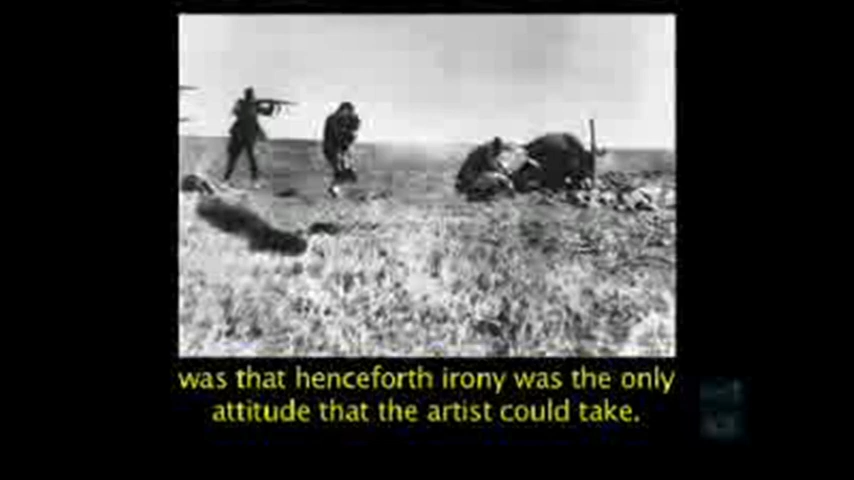 was that henceforth irony was the only
attitude that the artist could take.